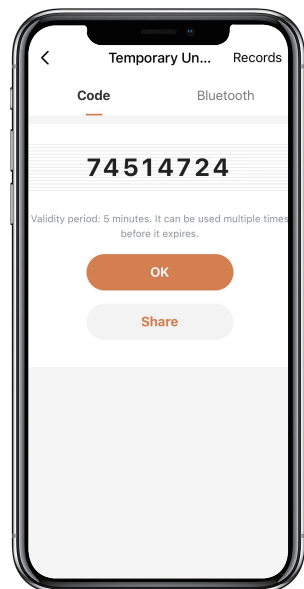 Temporary Un... Records
Code Bluetooth
74514724
Validity period: 5 minutes. It can be used multiple times
before it expires.
OK
Share